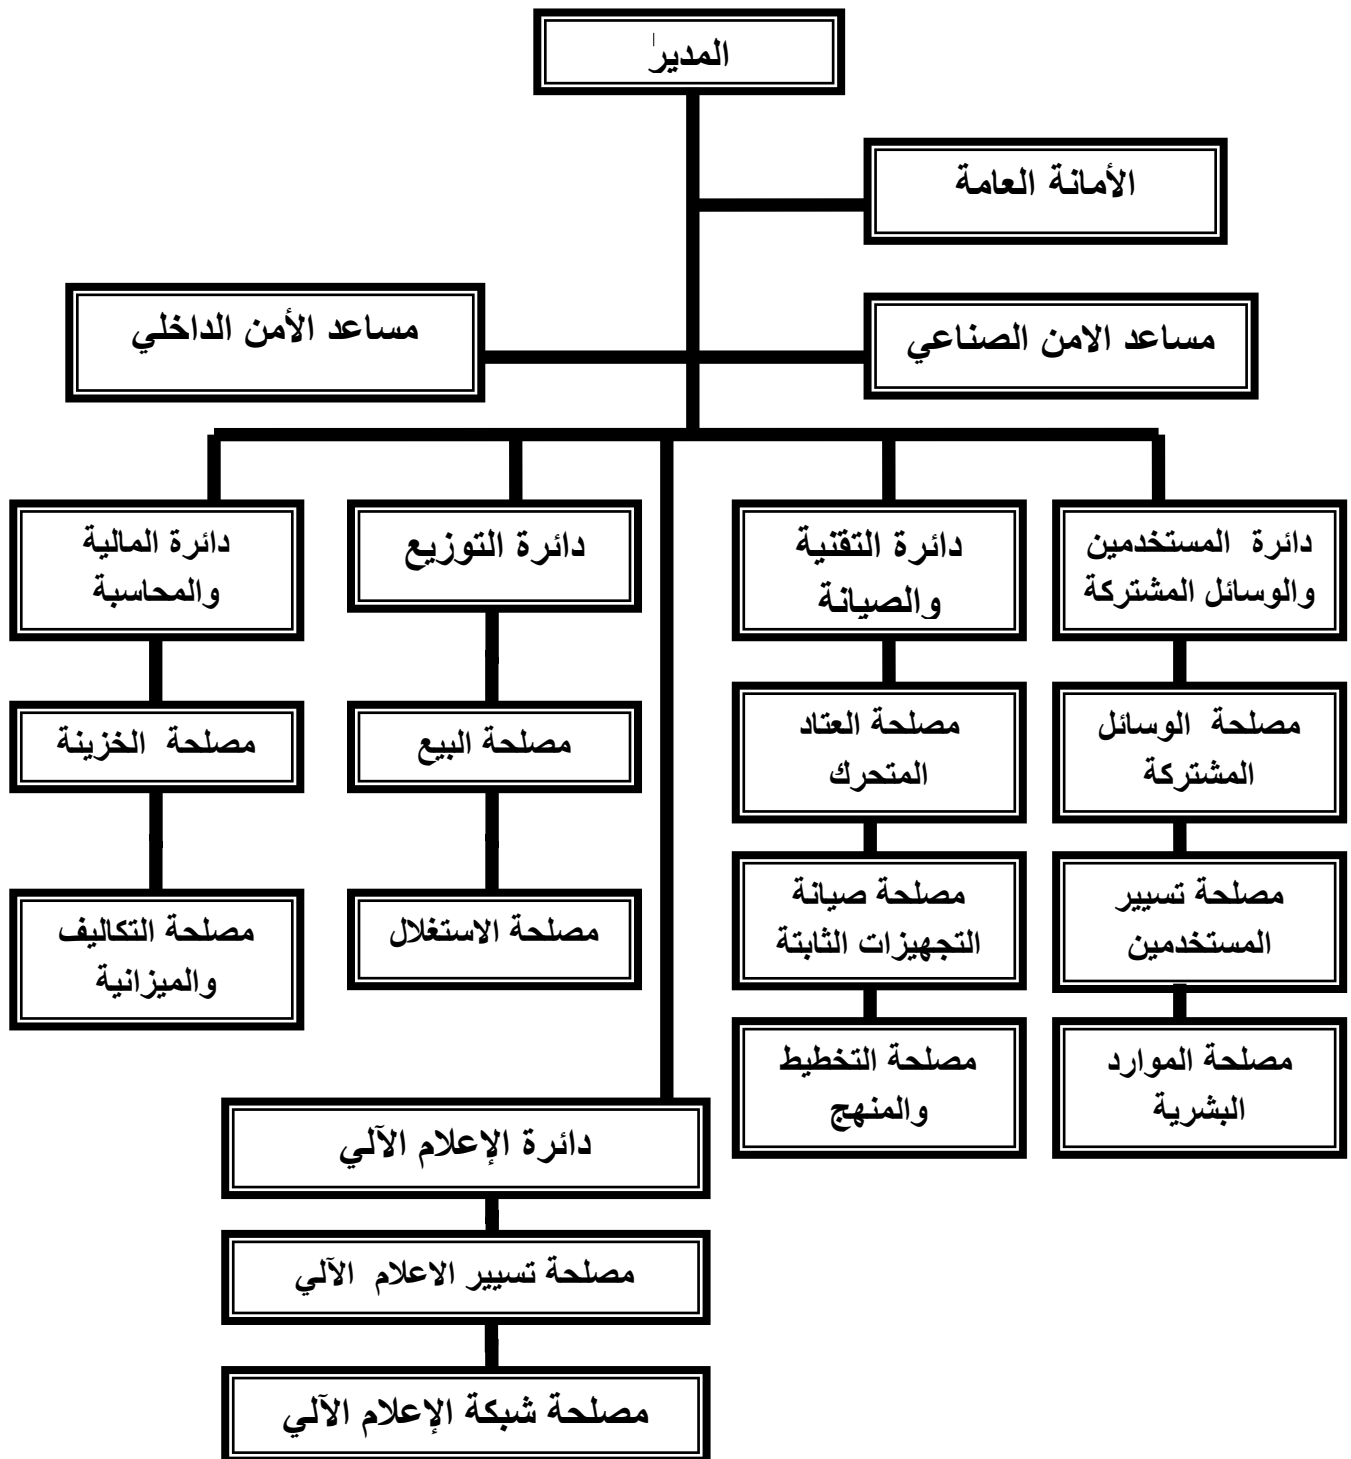 المدير
الأمانة العامة
مساعد الامن الصناعي
مساعد الأمن الداخلي
دائرة المستخدمين
والوسائل المشتركة
دائرة التقنية
والصيانة
دائرة التوزيع
دائرة المالية
والمحاسبة
مصلحة الوسائل
المشتركة
مصلحة العتاد
المتحرك
مصلحة البيع
مصلحة الخزينة
مصلحة تسيير
المستخدمين
مصلحة صيانة
التجهيزات الثابتة
مصلحة الاستغلال
مصلحة التكاليف
والميزانية
مصلحة الموارد
البشرية
مصلحة التخطيط
والمنهج
دائرة الإعلام الآلي
مصلحة تسيير الاعلام الآلي
مصلحة شبكة الإعلام الآلي